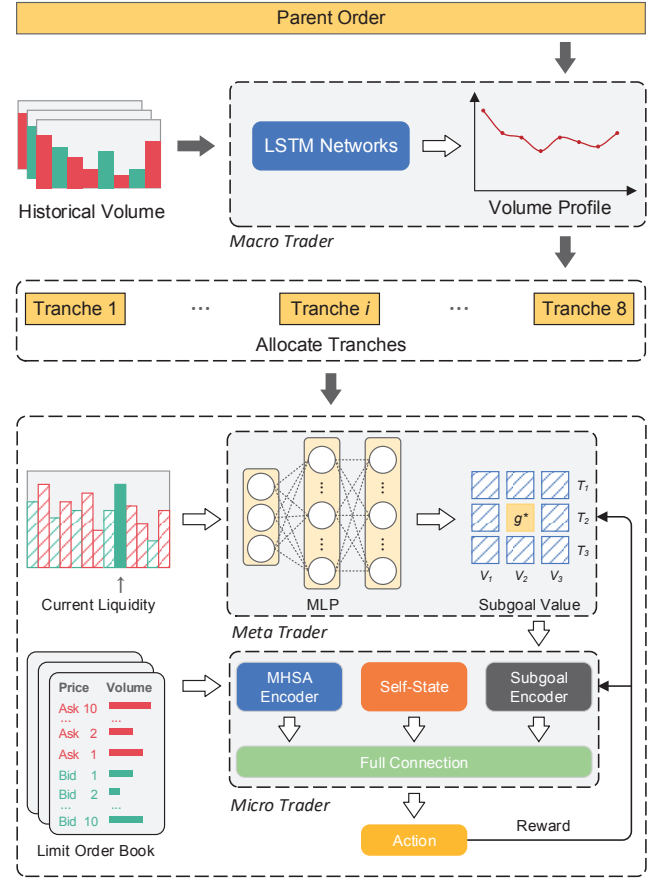 Parent Order
LSTM Networks
Historical Volume
Volume Profile
Macro Trader
Tranche 1
...
Tranche i
...
Tranche 8
Allocate Tranches
T1
g*
T2
T3
V1 V2 V3
Current Liquidity
MLP
Subgoal Value
Meta Trader
Price Volume
Ask 10
... ...
Ask 2
Ask 1
Bid 1
Bid 2
... ...
Bid 10
Limit Order Book
MHSA
Encoder
Self-State
Subgoal
Encoder
Full Connection
Micro Trader
Action
Reward